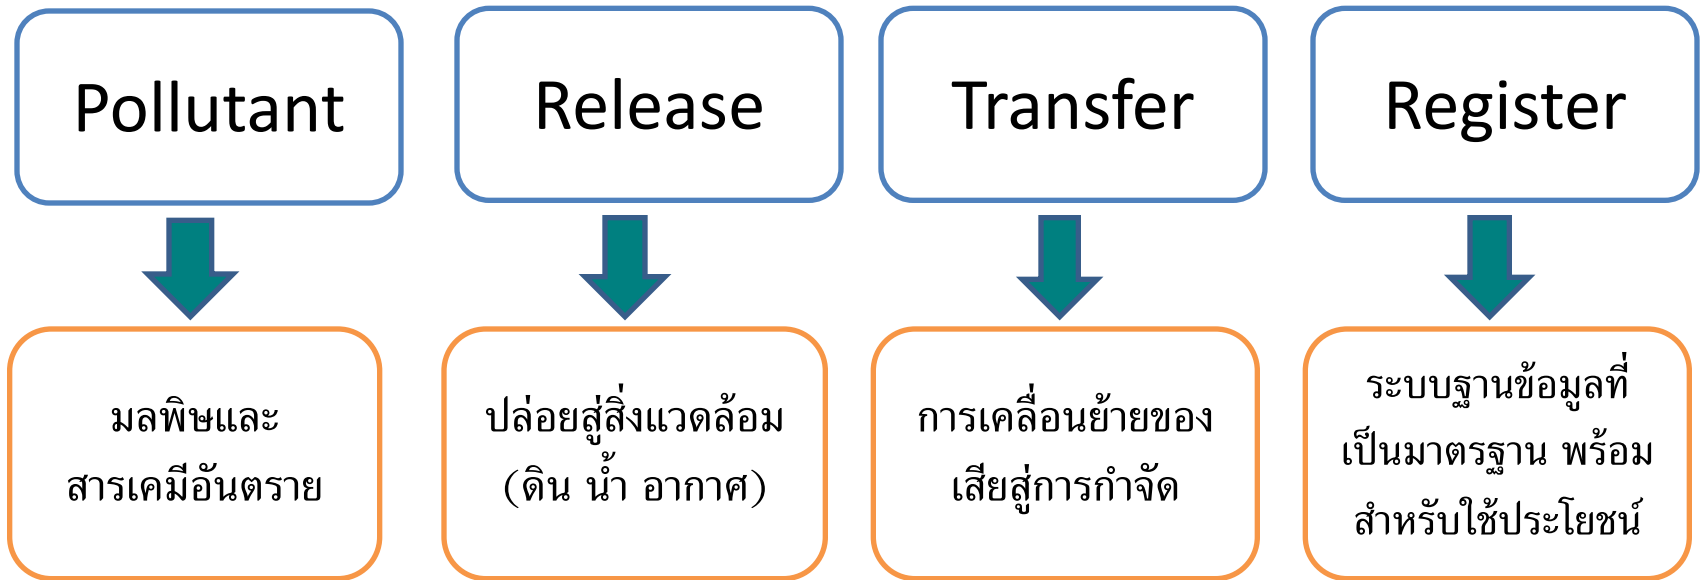 Pollutant
Release
Transfer
Register
มลพิษและ
สารเคมีอันตราย
ปล่อยสู่สิ่งแวดล้อม
(ดิน น้ำ อากาศ)
การเคลื่อนย้ายของ
เสียสู่การกำจัด
ระบบฐานข้อมูลที่
เป็นมาตรฐาน พร้อม
สำหรับใช้ประโยชน์